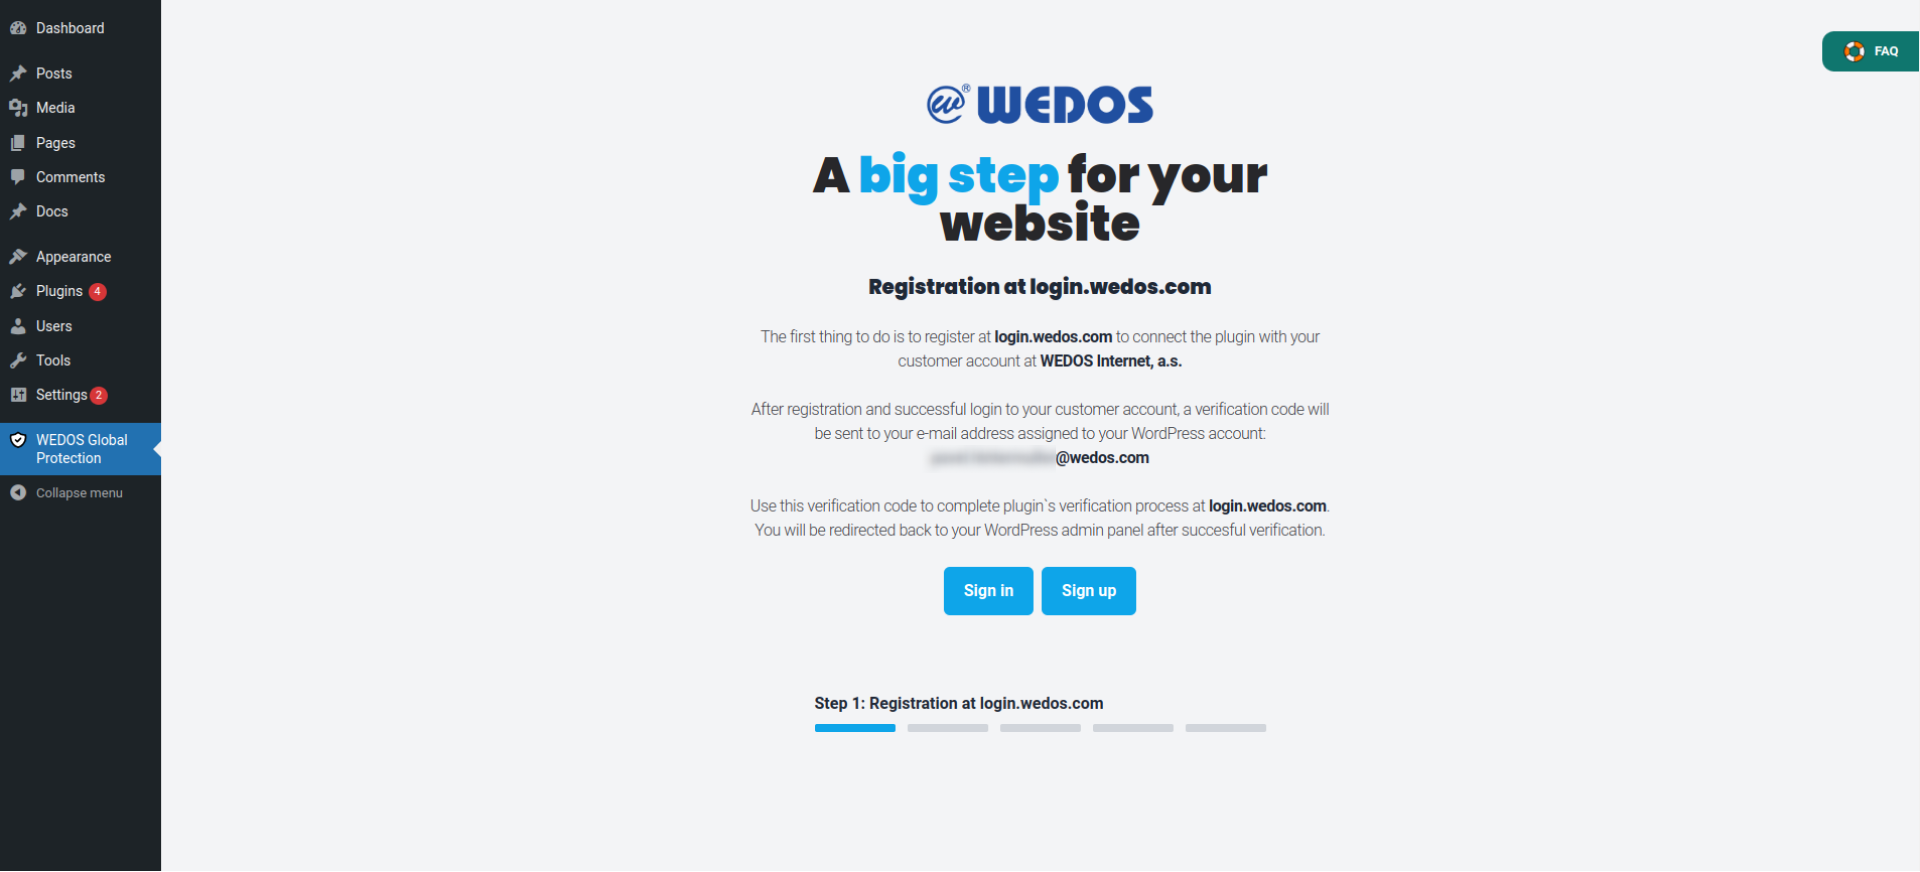 Dashboard
Posts
Media
Pages
Comments
Docs
Appearance
Plugins 4
Users
Tools
Settings 2
WEDOS Global
Protection
Collapse menu
FAQ
w® WEDOS
A big step for your
website
Registration at login.wedos.com
The first thing to do is to register at login.wedos.com to connect the plugin with your
customer account at WEDOS Internet, a.s.
After registration and successful login to your customer account, a verification code will
be sent to your e-mail address assigned to your WordPress account:
@wedos.com
Use this verification code to complete plugin`s verification process at login.wedos.com.
You will be redirected back to your WordPress admin panel after succesful verification.
Sign in
Sign up
Step 1: Registration at login.wedos.com